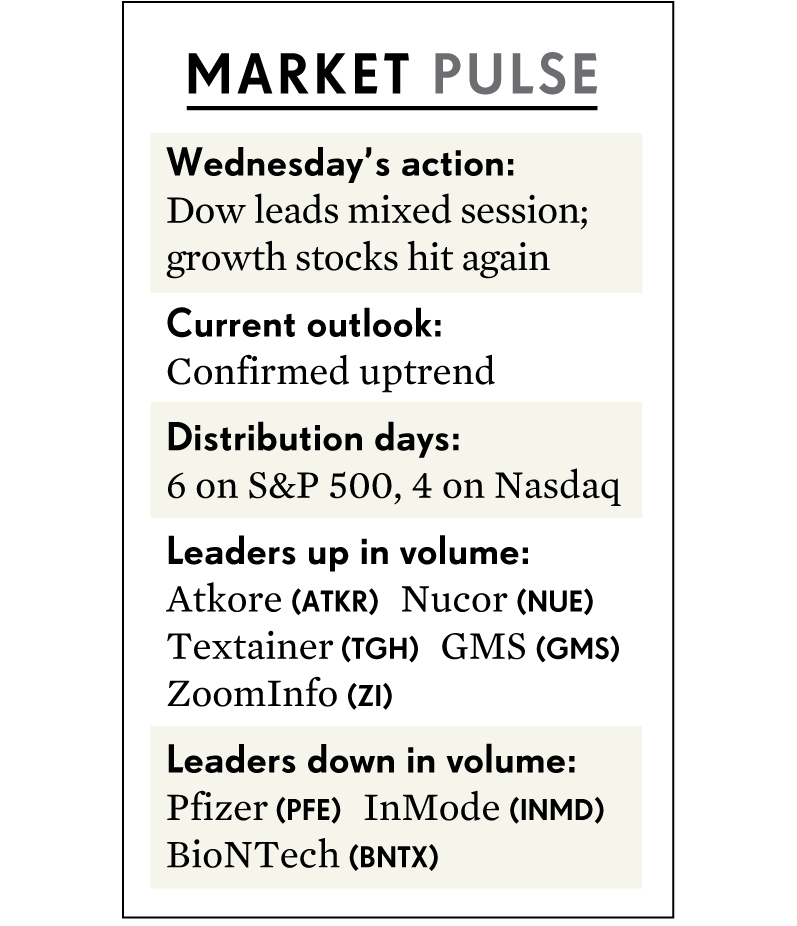 MARKET PULSE
Wednesday’s action:
Dow leads mixed session;
growth stocks hit again
Current outlook:
Confirmed uptrend
Distribution days:
6 on S&P 500, 4 on Nasdaq
Leaders up in volume:
Atkore (ATKR) Nucor (NUE)
Textainer (TGH) GMS (GMS)
ZoomInfo (ZI)
Leaders down in volume:
Pfizer (PFE) InMode (INMD)
BioNTech (BNTX)